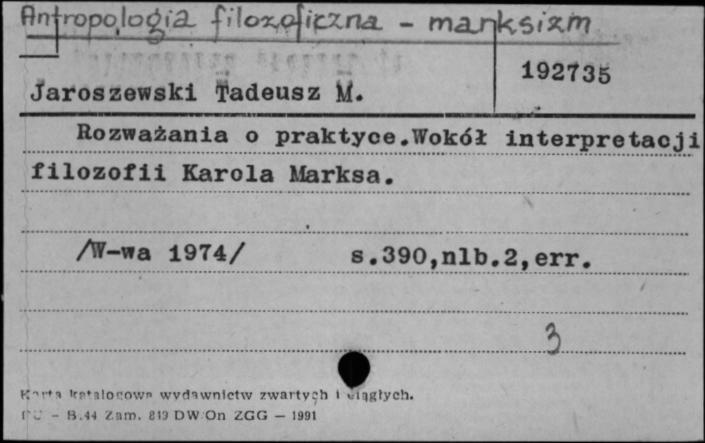 Antropologia filozoficzna - marksizm
192735
Jaroszewski Tadeusz M.
Rozważania o praktyce.Wokół interpretacji
filozofii Karola Marksa.
/W-wa 1974/ s.390,nlb.2,err.
3
Karta katalogowa wydawnictw zwartych i ciągłych.
PU - B.44 Zam. 819 DW/On ZGG — 1991